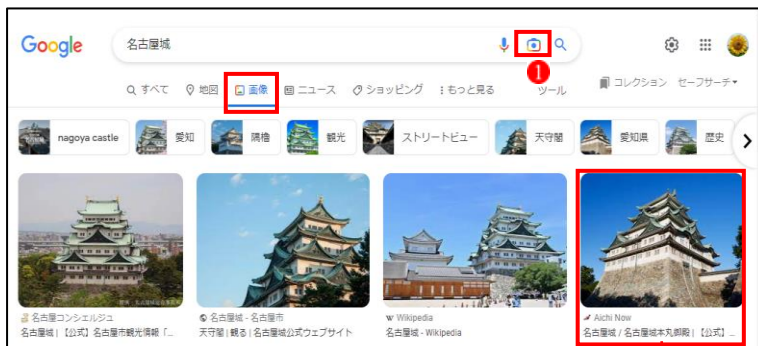 Google
名古屋城
1
すべて
地図
画像
ニュース
ショッピング
もっと見る
ツール
コレクション
セーフサーチ
nagoya castle
愛知
隅櫓
観光
ストリートビュー
天守閣
愛知県
歴史
名古屋コンシェルジュ
名古屋城 | 【公式】名古屋市観光情報「...
名古屋城 - 名古屋市
天守閣 | 観る | 名古屋城公式ウェブサイト
W Wikipedia
名古屋城 - Wikipedia
Aichi Now
名古屋城 / 名古屋城本丸御殿 | 【公式】...